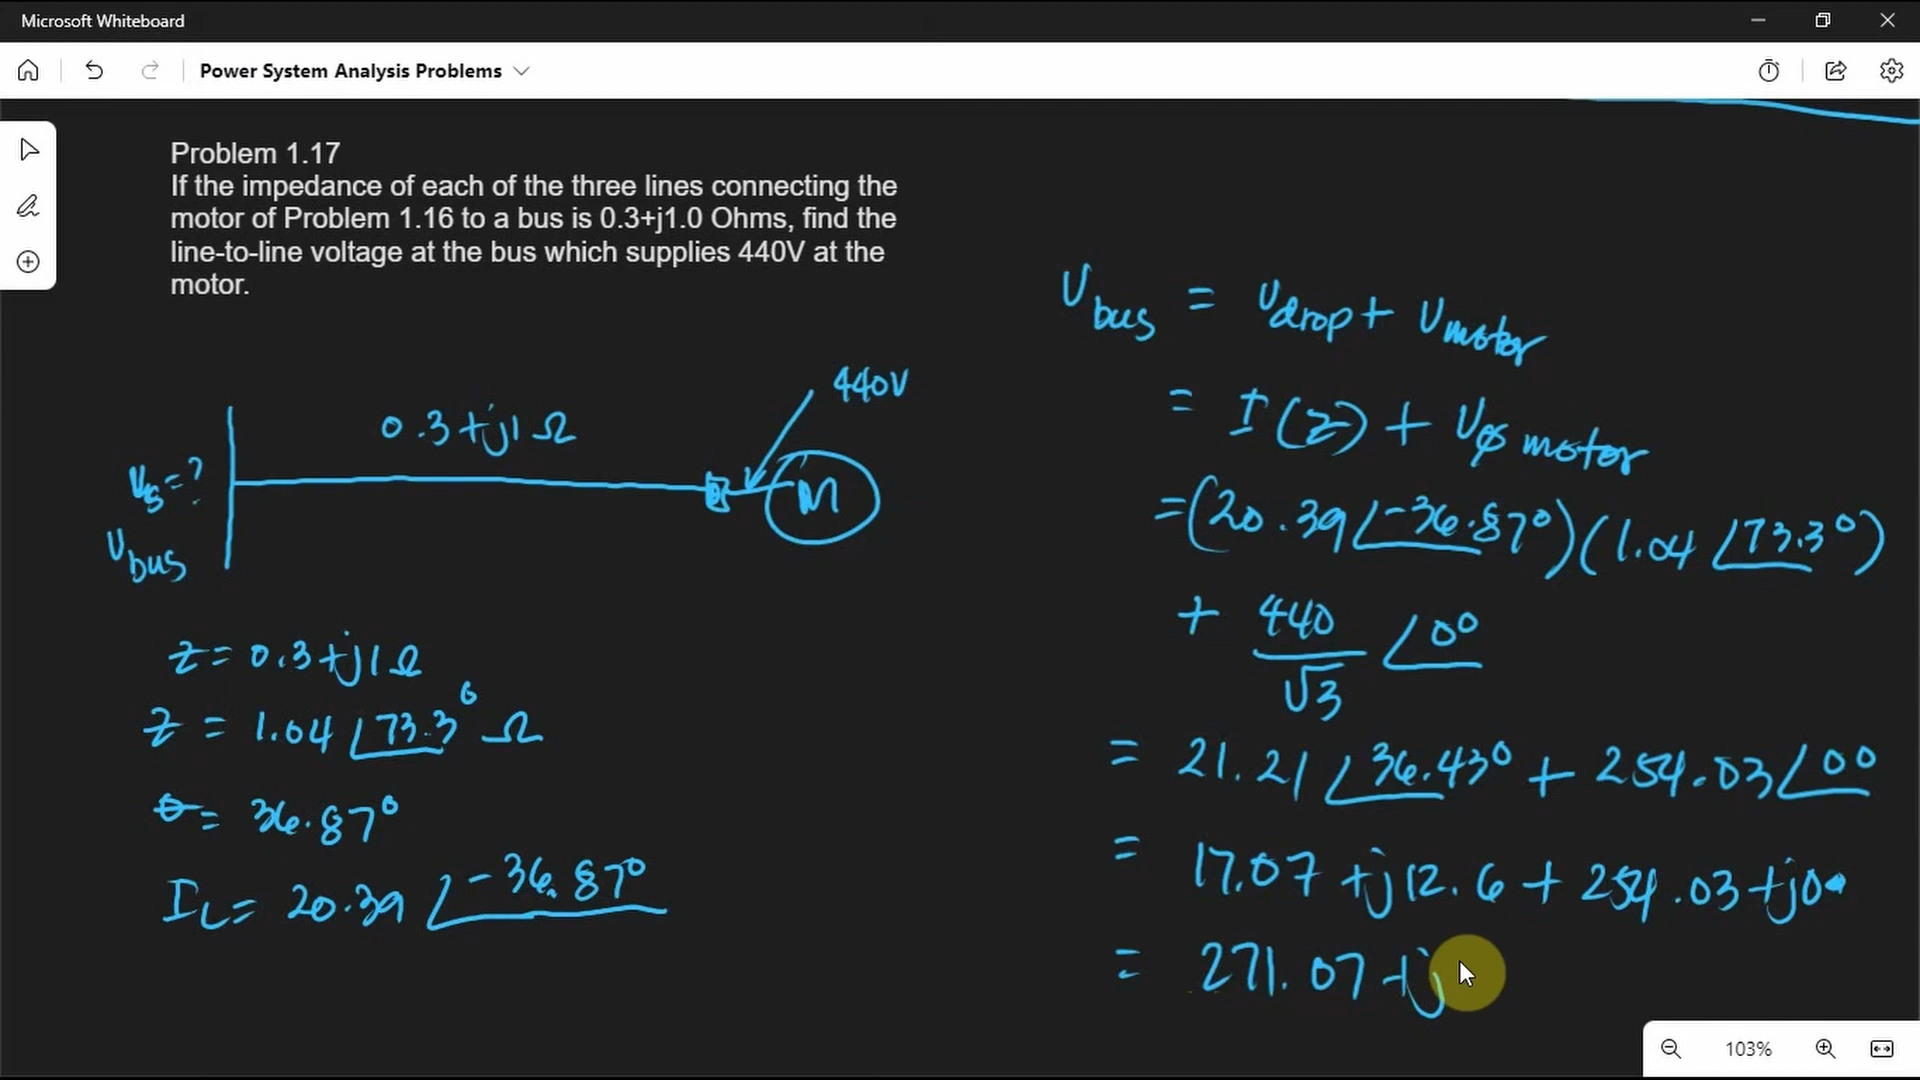 Microsoft Whiteboard
Power System Analysis Problems
Problem 1.17
If the impedance of each of the three lines connecting the
motor of Problem 1.16 to a bus is 0.3+j1.0 Ohms, find the
line-to-line voltage at the bus which supplies 440V at the
motor.
440V
0.3+j1Ω
Vs=?
M
Vbus
Z=0.3+j1Ω
Z = 1.04∠73.3° Ω
θ= 36.87°
IL= 20.39 ∠-36.87°
Vbus = Vdrop+ Vmotor
= I(Z) + Vφ motor
=(20.39∠-36.87°)(1.04∠73.3°)
+ 440/√3 ∠0°
= 21.21∠36.43° + 254.03∠0°
= 17.07 +j12.6 + 254.03+j0
= 271.07 +j
103%